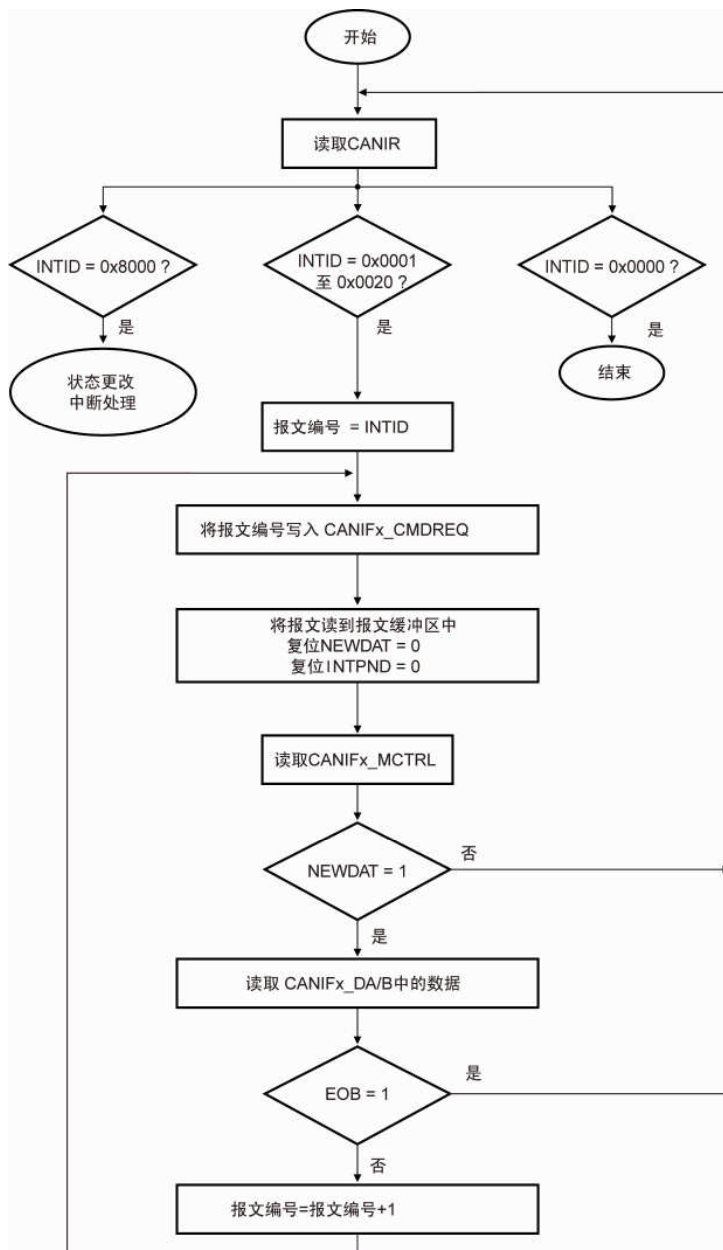 开始
读取CANIR
INTID = 0x8000 ?
INTID = 0x0001
至 0x0020 ?
INTID = 0x0000 ?
是
是
是
状态更改
中断处理
结束
报文编号 = INTID
将报文编号写入 CANIFx_CMDREQ
将报文读到报文缓冲区中
复位NEWDAT = 0
复位INTPND = 0
读取CANIFx_MCTRL
NEWDAT = 1
否
是
读取 CANIFx_DA/B中的数据
EOB = 1
是
否
报文编号=报文编号+1